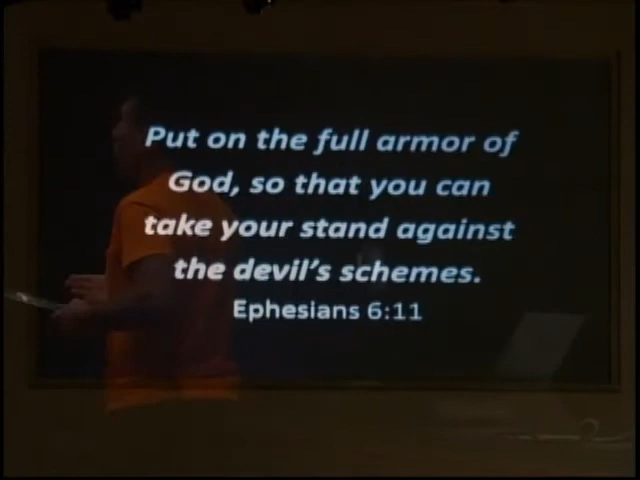 Put on the full armor of
God, so that you can
take your stand against
the devil's schemes.
Ephesians 6:11